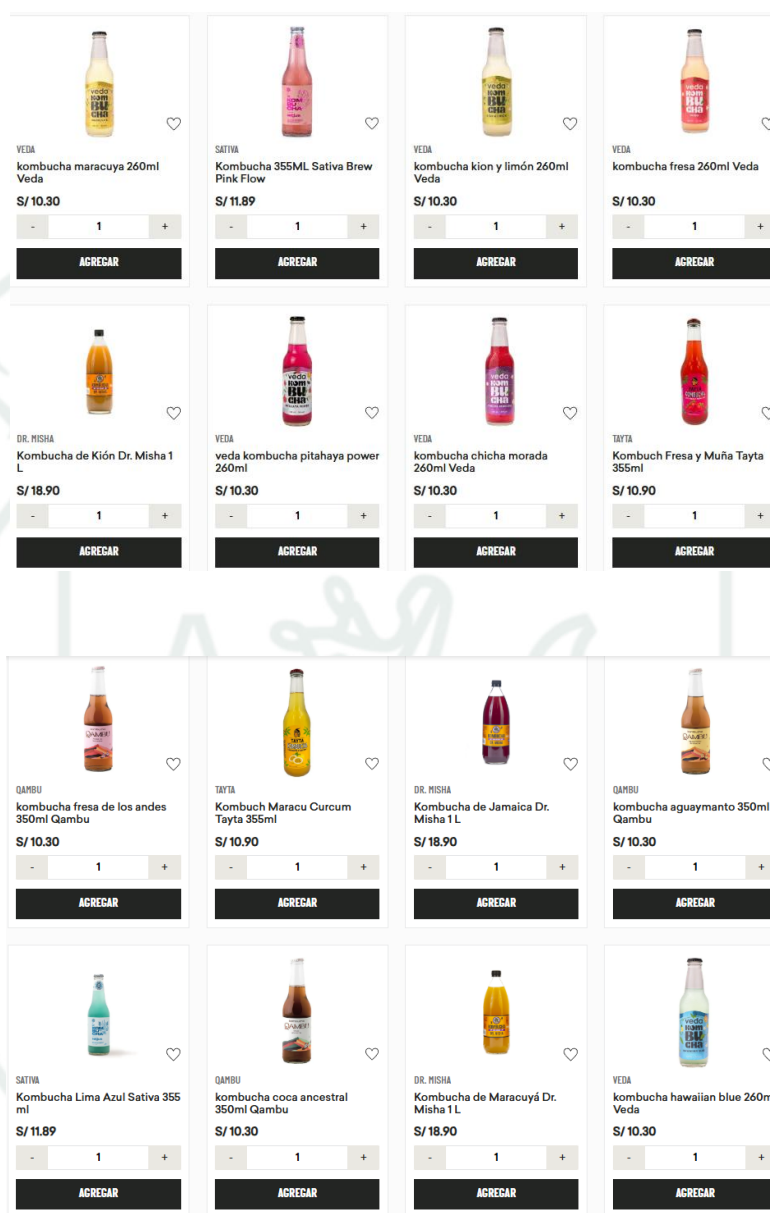 VEDA
kombucha maracuya 260ml
Veda
S/ 10.30
- 1 +
AGREGAR
SATIVA
Kombucha 355ML Sativa Brew
Pink Flow
S/ 11.89
- 1 +
AGREGAR
VEDA
kombucha kion y limón 260ml
Veda
S/ 10.30
- 1 +
AGREGAR
VEDA
kombucha fresa 260ml Veda
S/ 10.30
- 1 +
AGREGAR
DR. MISHA
Kombucha de Kión Dr. Misha 1
L
S/ 18.90
- 1 +
AGREGAR
VEDA
veda kombucha pitahaya power
260ml
S/ 10.30
- 1 +
AGREGAR
VEDA
kombucha chicha morada
260ml Veda
S/ 10.30
- 1 +
AGREGAR
TAYTA
Kombuch Fresa y Muña Tayta
355ml
S/ 10.90
- 1 +
AGREGAR
QAMBU
kombucha fresa de los andes
350ml Qambu
S/ 10.30
- 1 +
AGREGAR
TAYTA
Kombuch Maracu Curcum
Tayta 355ml
S/ 10.90
- 1 +
AGREGAR
DR. MISHA
Kombucha de Jamaica Dr.
Misha 1 L
S/ 18.90
- 1 +
AGREGAR
QAMBU
kombucha aguaymanto 350ml
Qambu
S/ 10.30
- 1 +
AGREGAR
SATIVA
Kombucha Lima Azul Sativa 355
ml
S/ 11.89
- 1 +
AGREGAR
QAMBU
kombucha coca ancestral
350ml Qambu
S/ 10.30
- 1 +
AGREGAR
DR. MISHA
Kombucha de Maracuyá Dr.
Misha 1 L
S/ 18.90
- 1 +
AGREGAR
VEDA
kombucha hawaiian blue 260m
Veda
S/ 10.30
- 1 +
AGREGAR